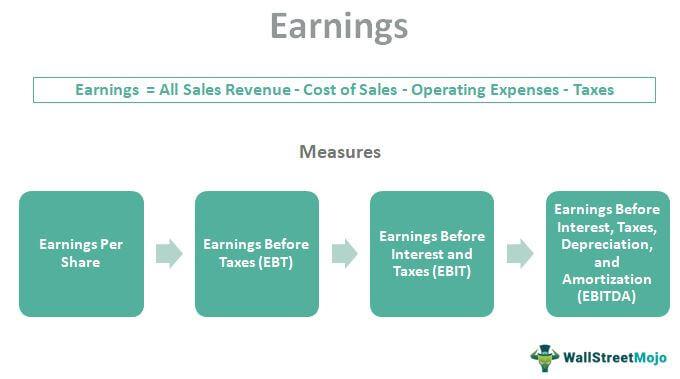 Earnings
Earnings = All Sales Revenue - Cost of Sales - Operating Expenses - Taxes
Measures
Earnings Per
Share
Earnings Before
Taxes (EBT)
Earnings Before
Interest and
Taxes (EBIT)
Earnings Before
Interest, Taxes,
Depreciation,
and
Amortization
(EBITDA)
WallStreetMojo